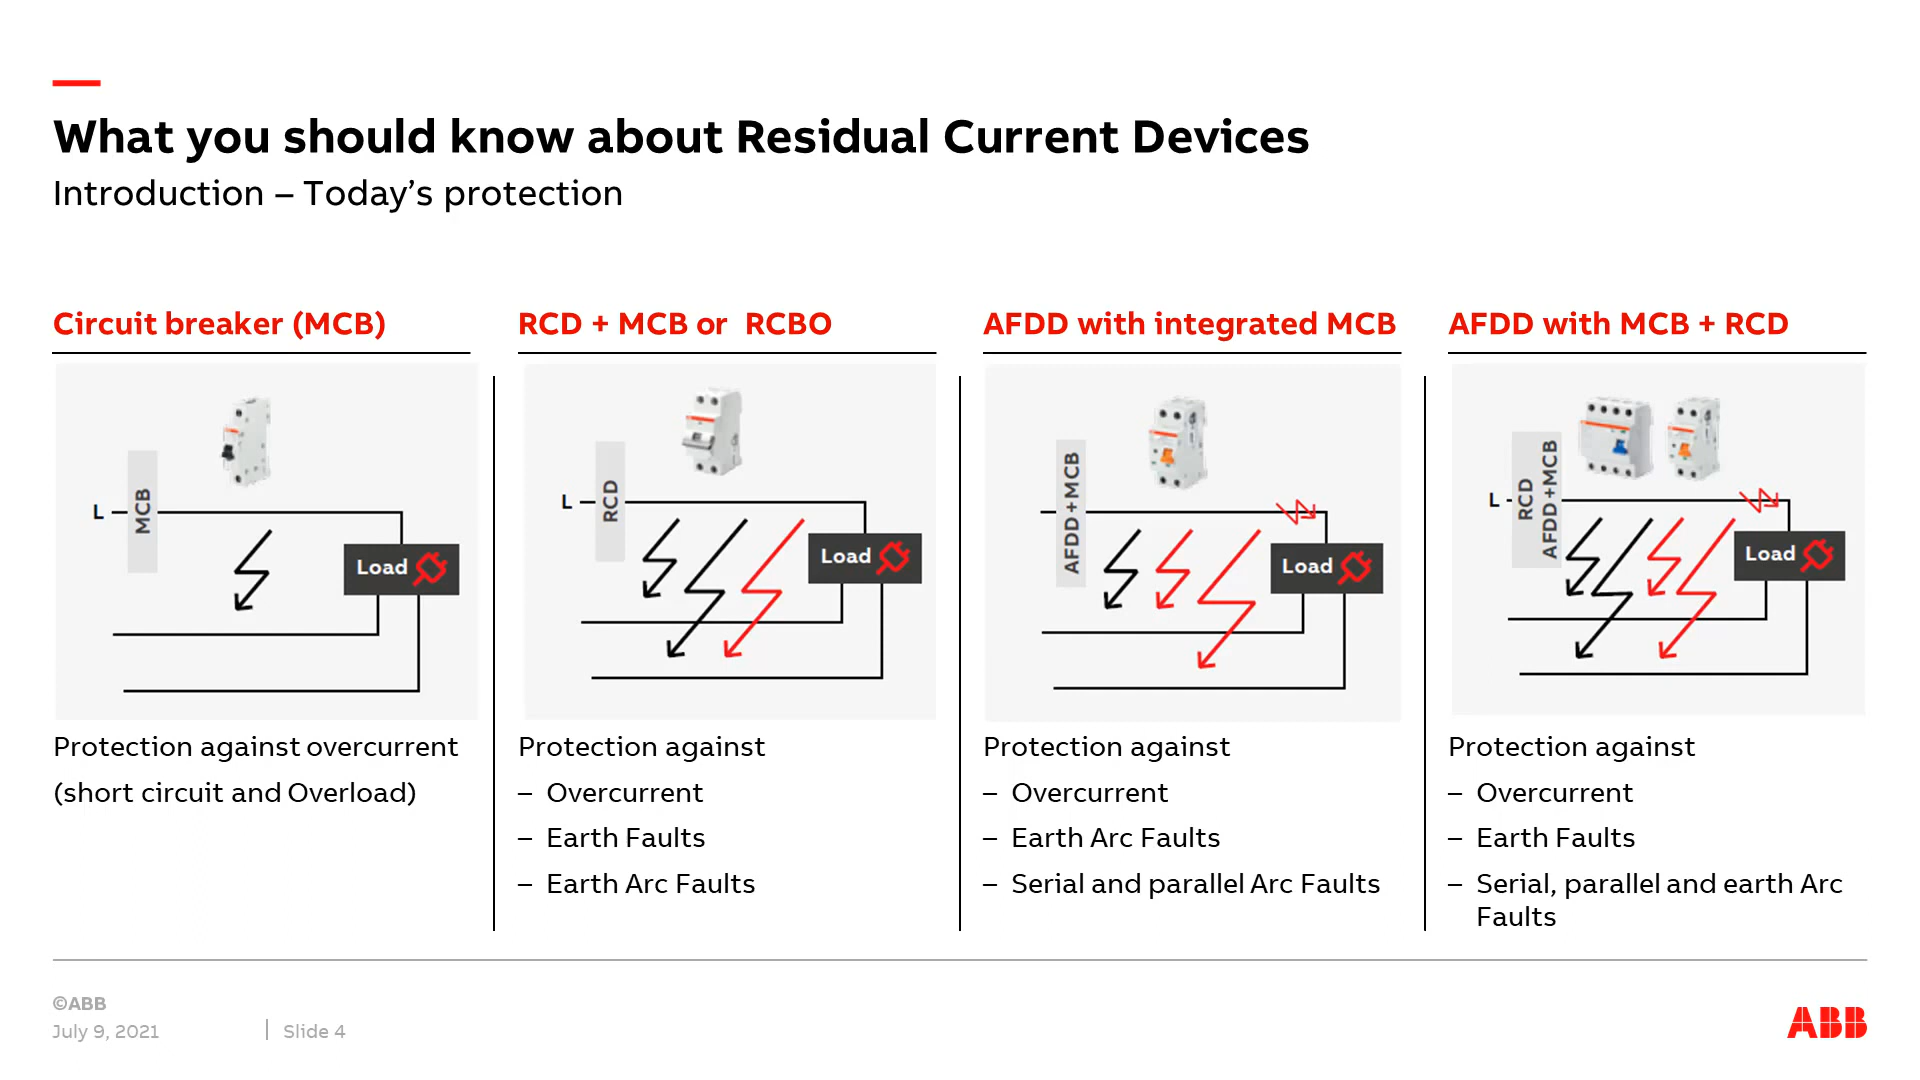 What you should know about Residual Current Devices
Introduction – Today’s protection
Circuit breaker (MCB)
L
MCB
Load
Protection against overcurrent
(short circuit and Overload)
RCD + MCB or  RCBO
L
RCD
Load
Protection against
– Overcurrent
– Earth Faults
– Earth Arc Faults
AFDD with integrated MCB
AFDD+MCB
Load
Protection against
– Overcurrent
– Earth Arc Faults
– Serial and parallel Arc Faults
AFDD with MCB + RCD
L
RCD
AFDD+MCB
Load
Protection against
– Overcurrent
– Earth Faults
– Serial, parallel and earth Arc
Faults
©ABB
July 9, 2021
Slide 4
ABB